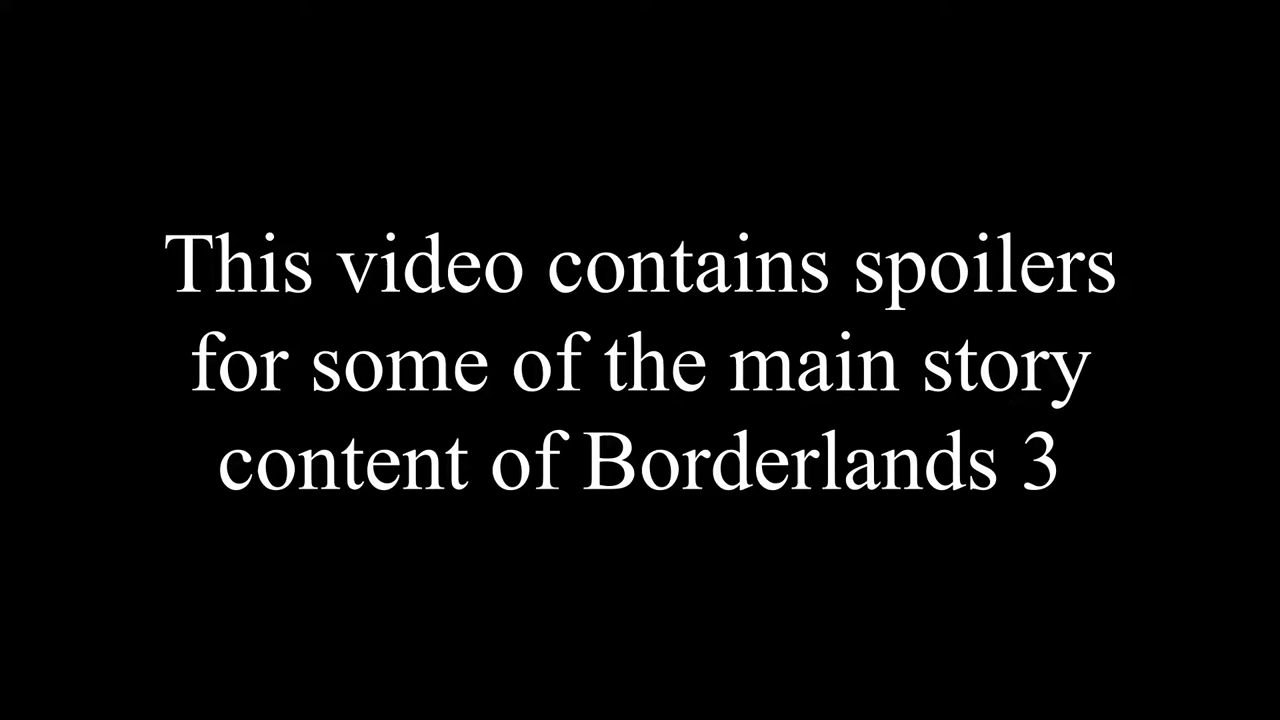 This video contains spoilers
for some of the main story
content of Borderlands 3